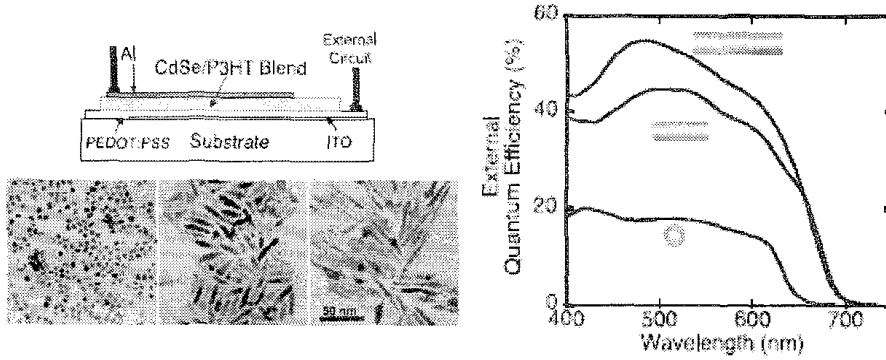 Al
External
Circuit
CdSe/P3HT Blend
PEDOT:PSS
Substrate
ITO
50 nm
External
Quantum Efficiency (%)
60
40
20
0
400
500
600
700
Wavelength (nm)